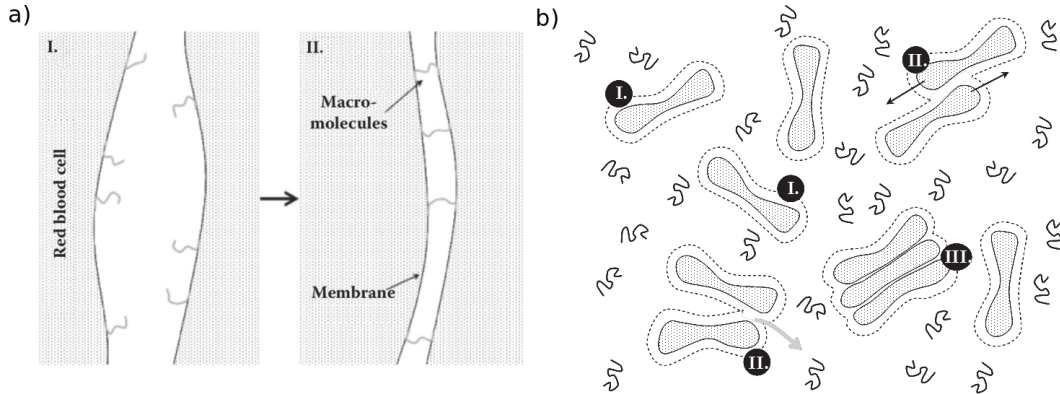 a)
I.
Red blood cell
II.
Macro-
molecules
Membrane
b)
I.
II.
I.
III.
II.